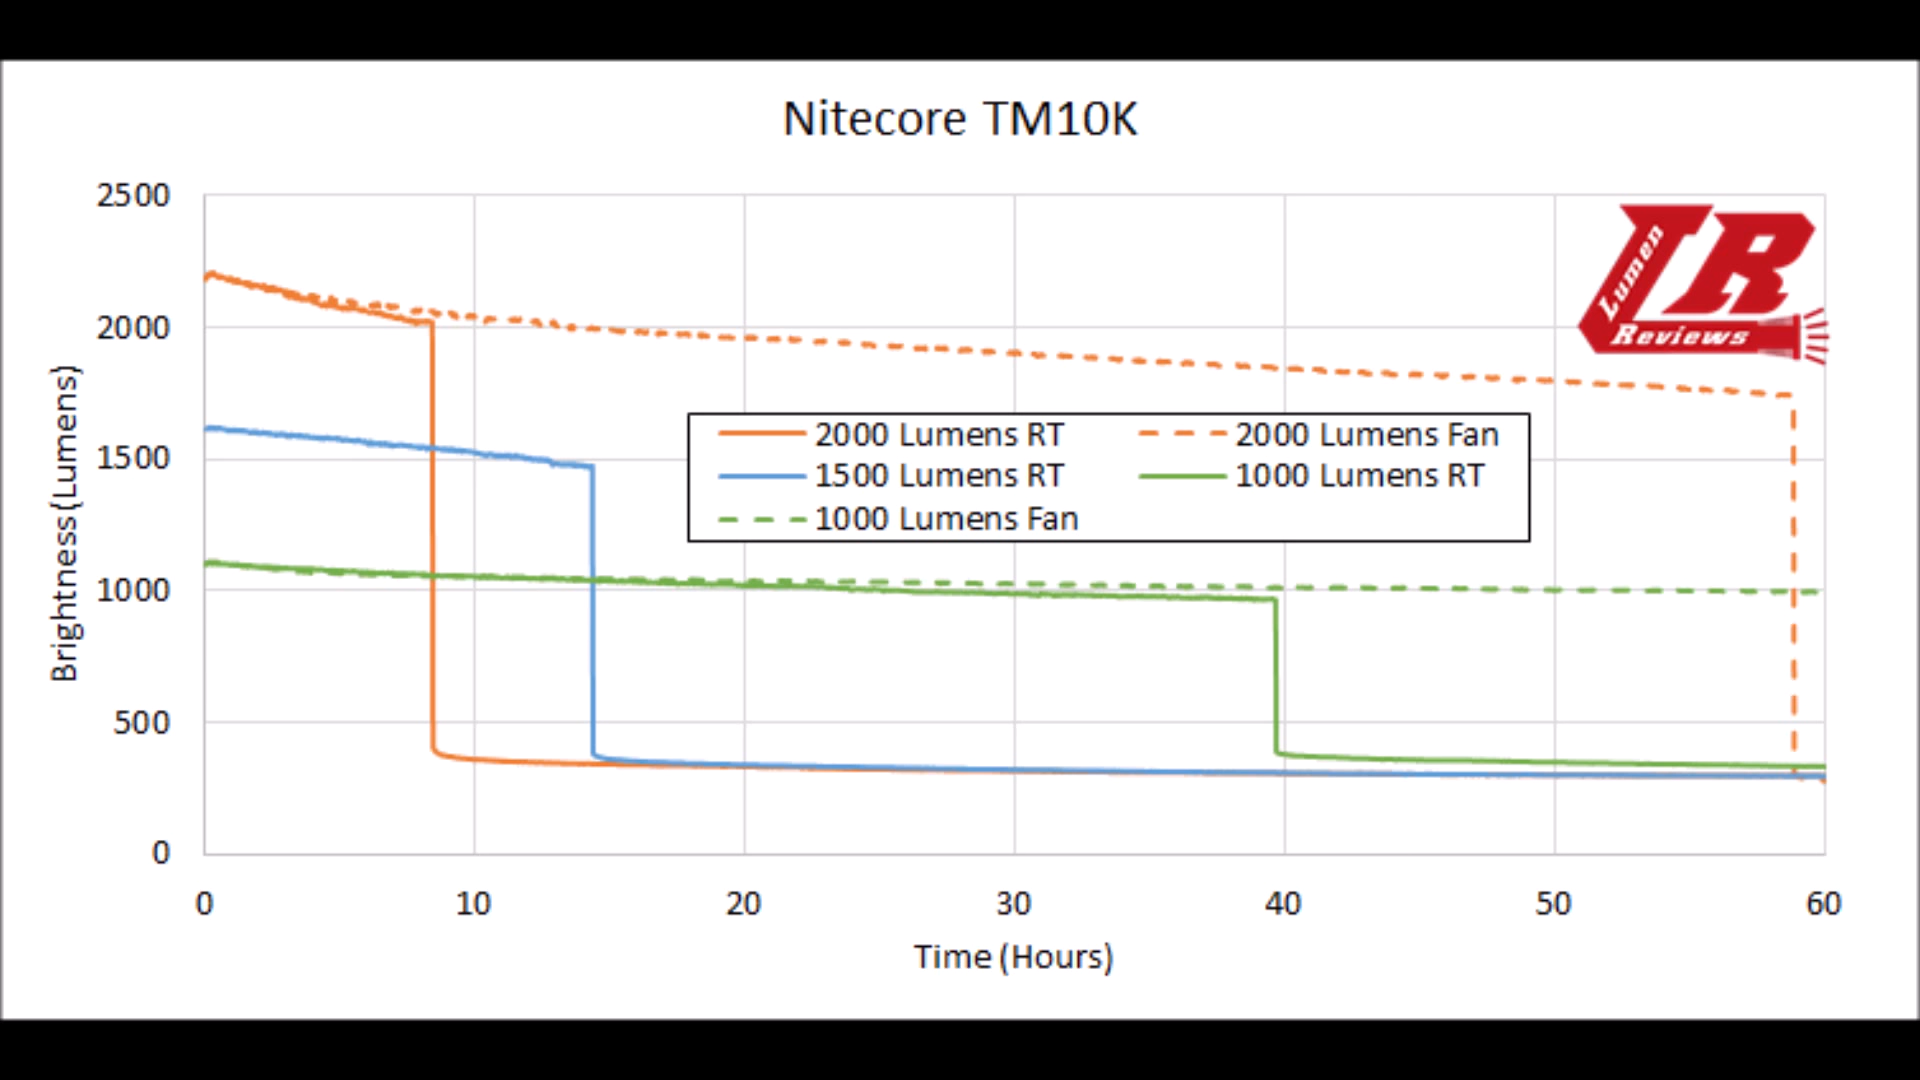 Nitecore TM10K
2500
2000
1500
1000
500
0
Brightness (Lumens)
0 10 20 30 40 50 60
Time (Hours)
2000 Lumens RT 2000 Lumens Fan
1500 Lumens RT 1000 Lumens RT
1000 Lumens Fan
LR
Lumen
Reviews